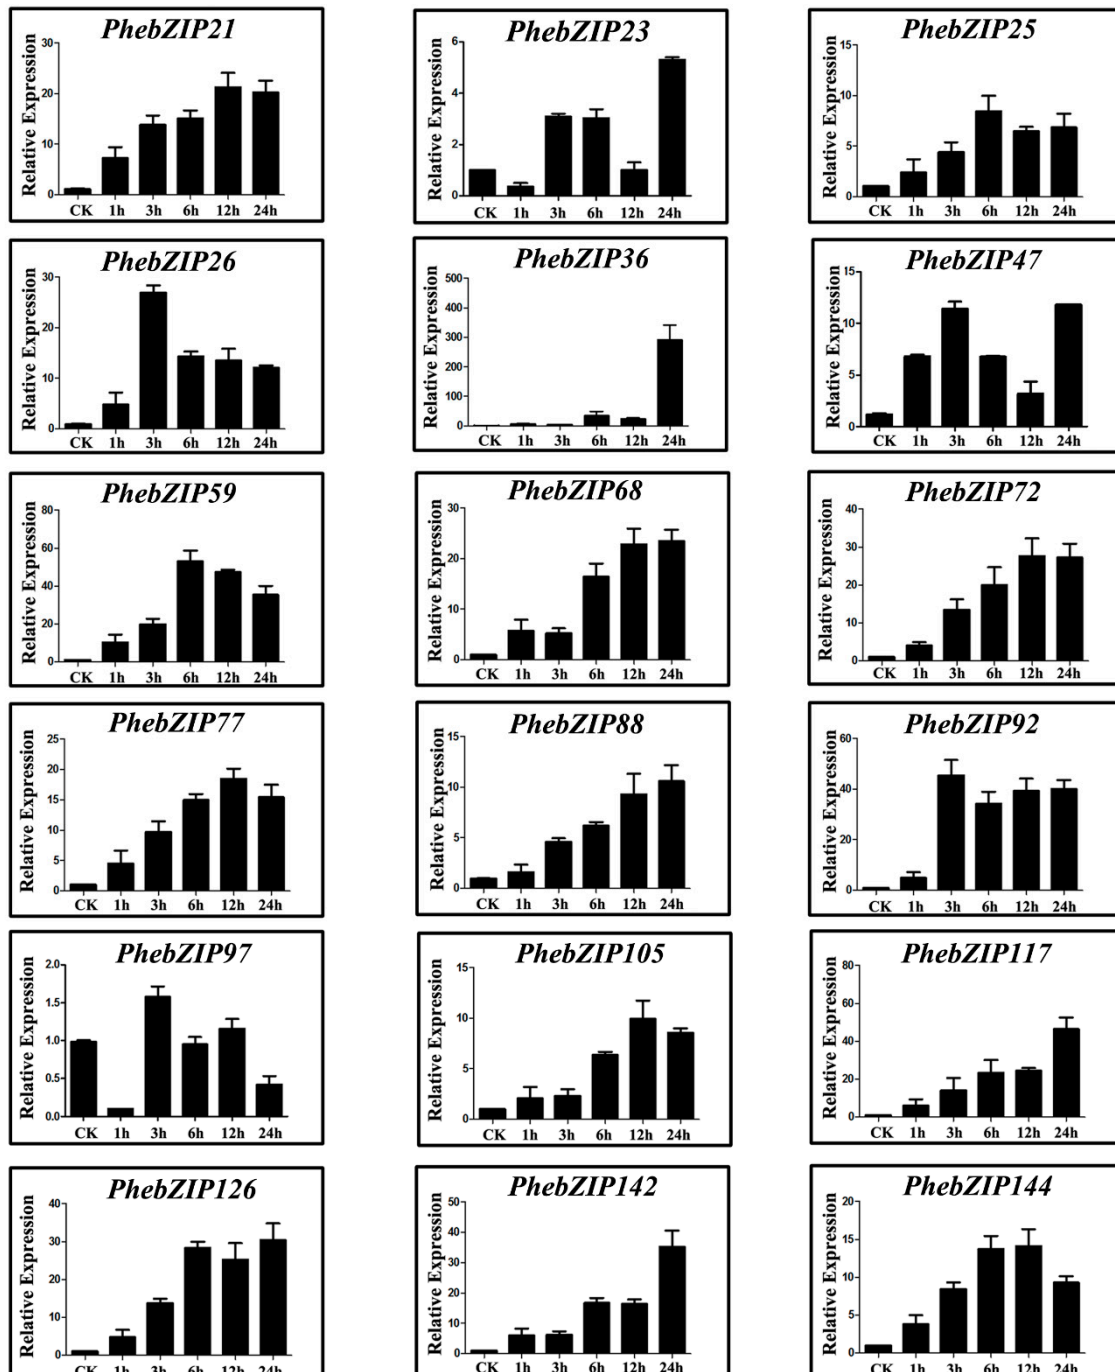 PhebZIP21
Relative Expression
30
20
10
0
CK 1h 3h 6h 12h 24h
PhebZIP23
Relative Expression
6
4
2
0
CK 1h 3h 6h 12h 24h
PhebZIP25
Relative Expression
15
10
5
0
CK 1h 3h 6h 12h 24h
PhebZIP26
Relative Expression
30
20
10
0
CK 1h 3h 6h 12h 24h
PhebZIP36
Relative Expression
500
400
300
200
100
0
CK 1h 3h 6h 12h 24h
PhebZIP47
Relative Expression
15
10
5
0
CK 1h 3h 6h 12h 24h
PhebZIP59
Relative Expression
80
60
40
20
0
CK 1h 3h 6h 12h 24h
PhebZIP68
Relative Expression
30
20
10
0
CK 1h 3h 6h 12h 24h
PhebZIP72
Relative Expression
40
30
20
10
0
CK 1h 3h 6h 12h 24h
PhebZIP77
Relative Expression
25
20
15
10
5
0
CK 1h 3h 6h 12h 24h
PhebZIP88
Relative Expression
15
10
5
0
CK 1h 3h 6h 12h 24h
PhebZIP92
Relative Expression
60
40
20
0
CK 1h 3h 6h 12h 24h
PhebZIP97
Relative Expression
2.0
1.5
1.0
0.5
0.0
CK 1h 3h 6h 12h 24h
PhebZIP105
Relative Expression
15
10
5
0
CK 1h 3h 6h 12h 24h
PhebZIP117
Relative Expression
80
60
40
20
0
CK 1h 3h 6h 12h 24h
PhebZIP126
Relative Expression
40
30
20
10
0
CK 1h 3h 6h 12h 24h
PhebZIP142
Relative Expression
50
40
30
20
10
0
CK 1h 3h 6h 12h 24h
PhebZIP144
Relative Expression
20
15
10
5
0
CK 1h 3h 6h 12h 24h